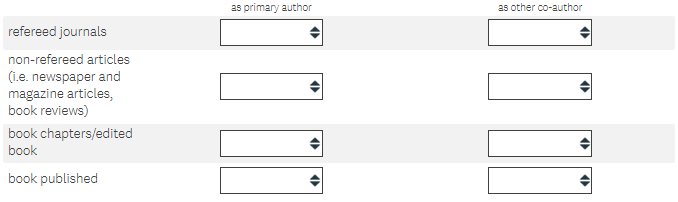 as primary author as other co-author
refereed journals
non-refereed articles
(i.e. newspaper and
magazine articles,
book reviews)
book chapters/edited
book
book published